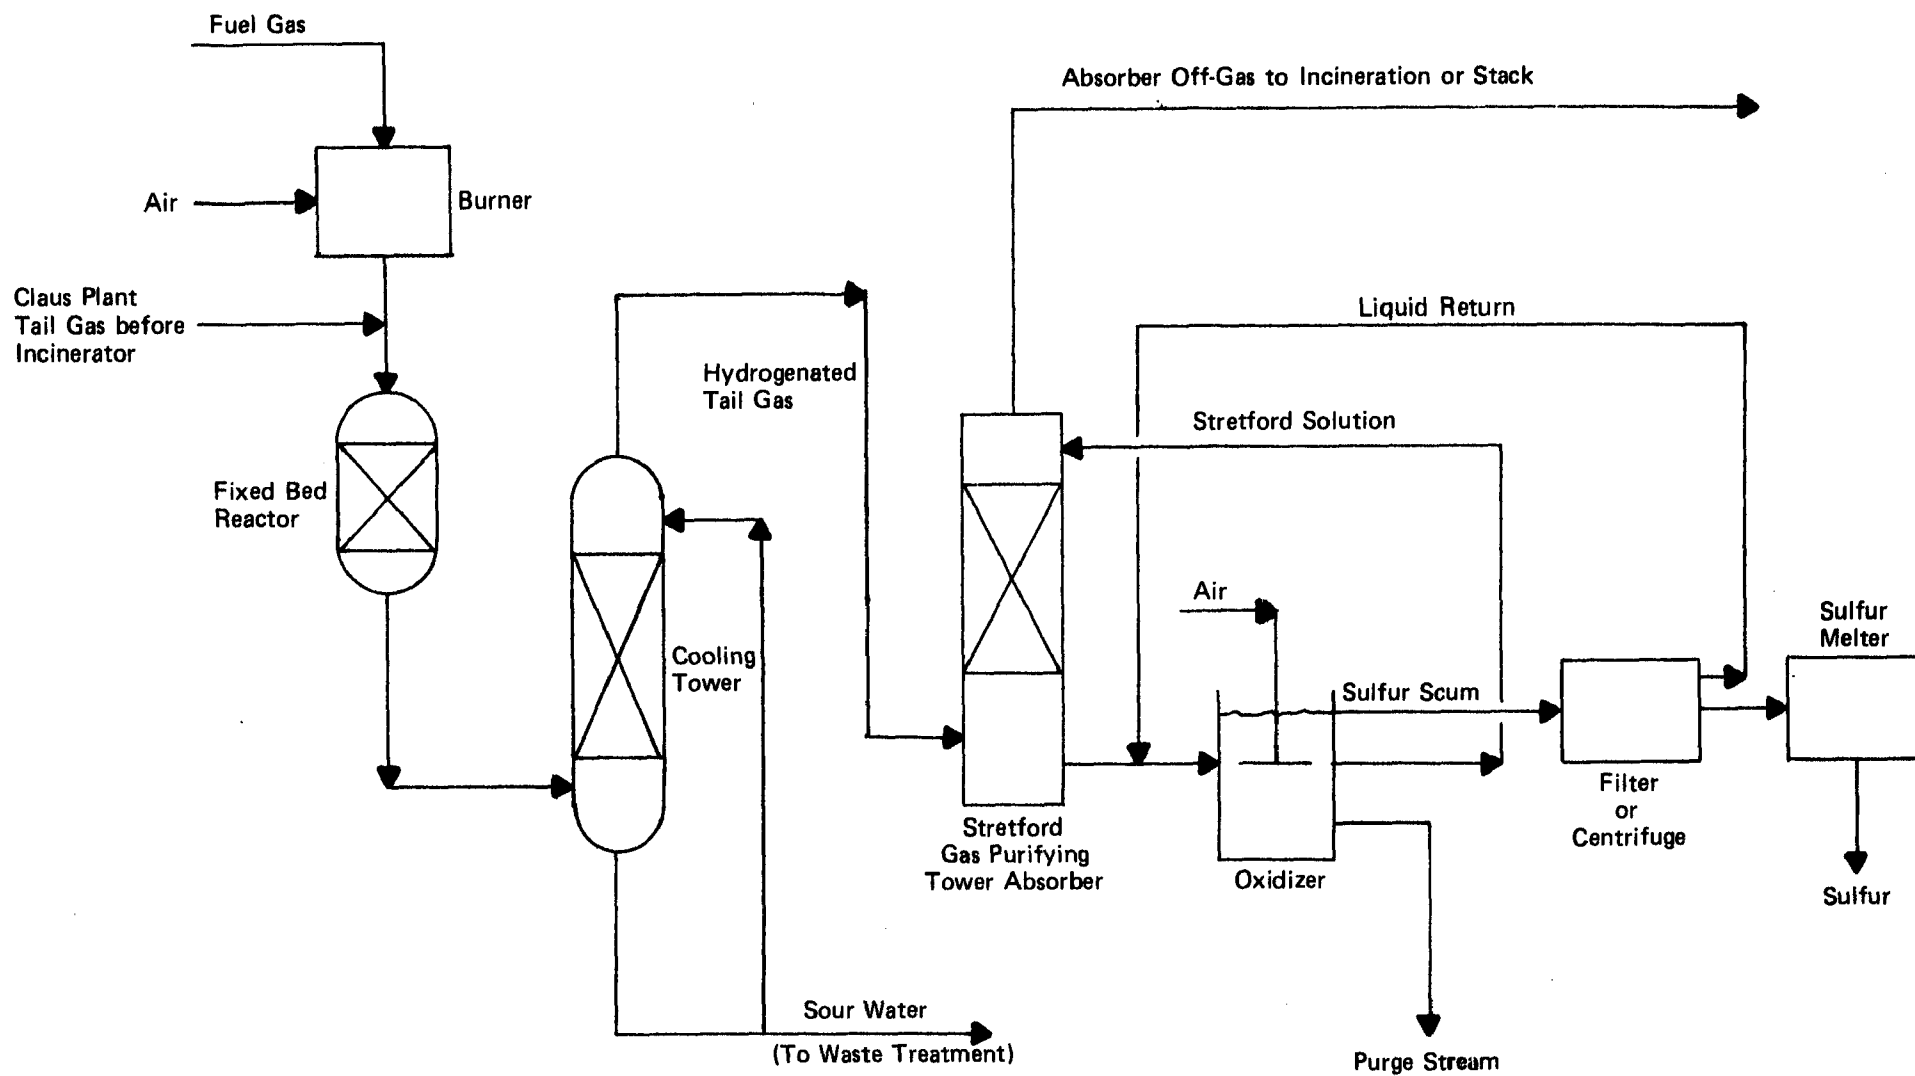 Fuel Gas
Absorber Off-Gas to Incineration or Stack
Air
Burner
Claus Plant
Tail Gas before
Incinerator
Liquid Return
Hydrogenated
Tail Gas
Stretford Solution
Fixed Bed
Reactor
Air
Sulfur
Melter
Cooling
Tower
Sulfur Scum
Filter
or
Centrifuge
Stretford
Gas Purifying
Tower Absorber
Oxidizer
Sulfur
Sour Water
(To Waste Treatment)
Purge Stream